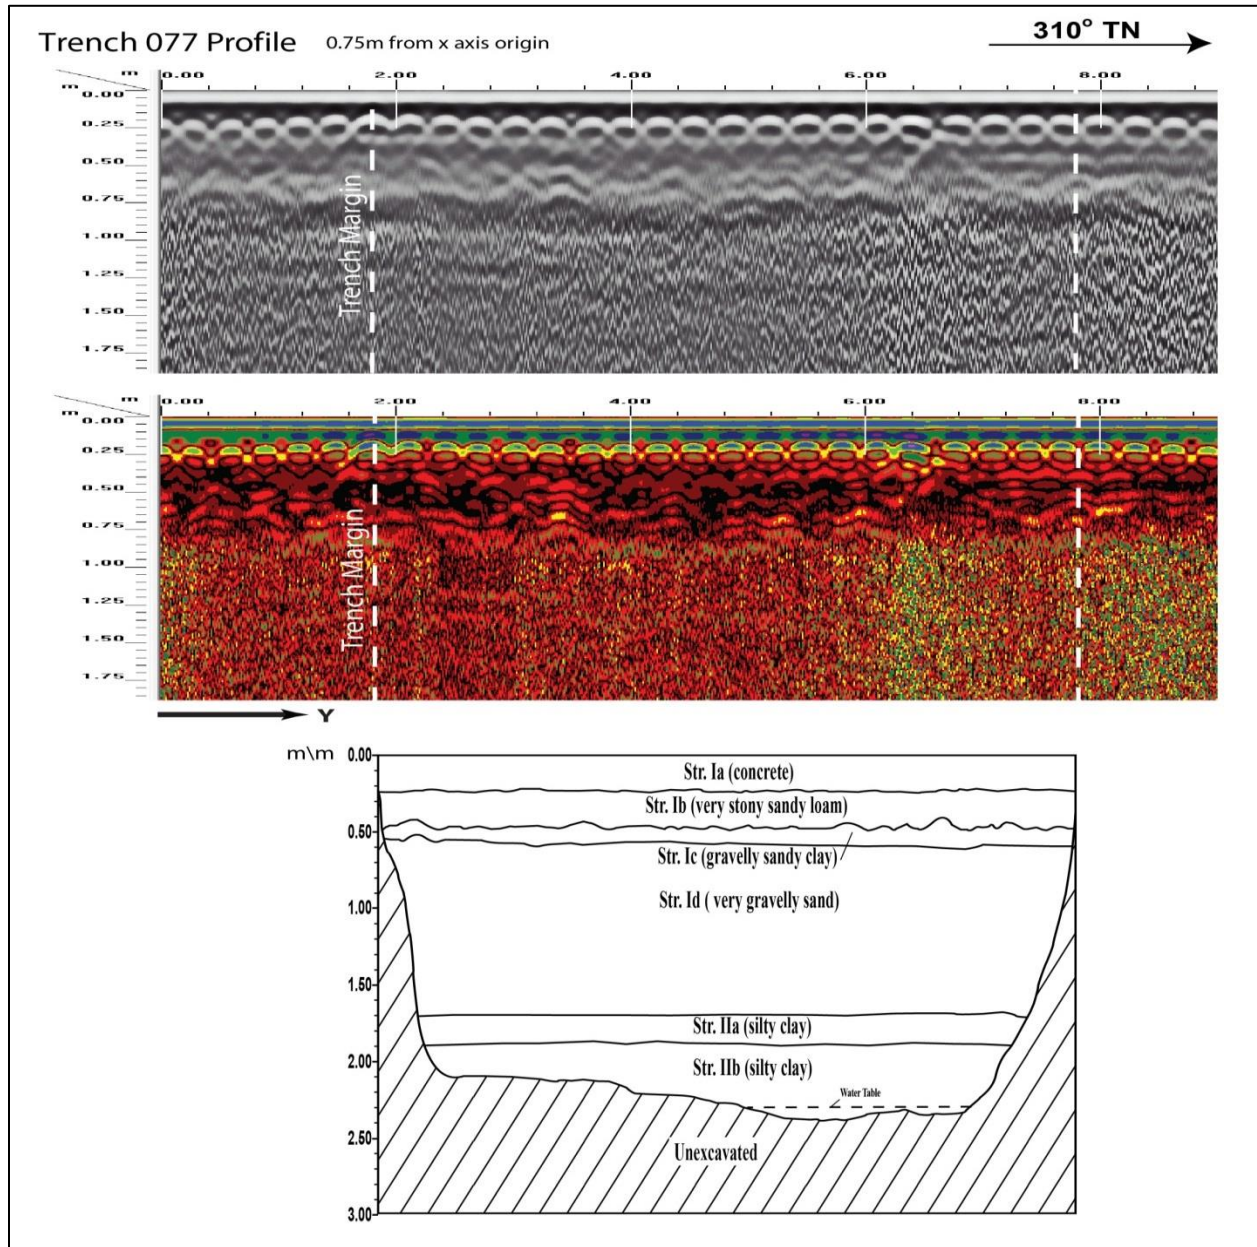 Trench 077 Profile 0.75m from x axis origin 310° TN
m 0.00 2.00 4.00 6.00 8.00
m
0.00
0.25
0.50
0.75
1.00
1.25
1.50
1.75
Trench Margin
m 0.00 2.00 4.00 6.00 8.00
m
0.00
0.25
0.50
0.75
1.00
1.25
1.50
1.75
Trench Margin
Y
m\m
0.00
Str. Ia (concrete)
Str. Ib (very stony sandy loam)
0.50
Str. Ic (gravelly sandy clay)
Str. Id ( very gravelly sand)
1.00
1.50
Str. IIa (silty clay)
2.00
Str. IIb (silty clay)
Water Table
2.50
Unexcavated
3.00